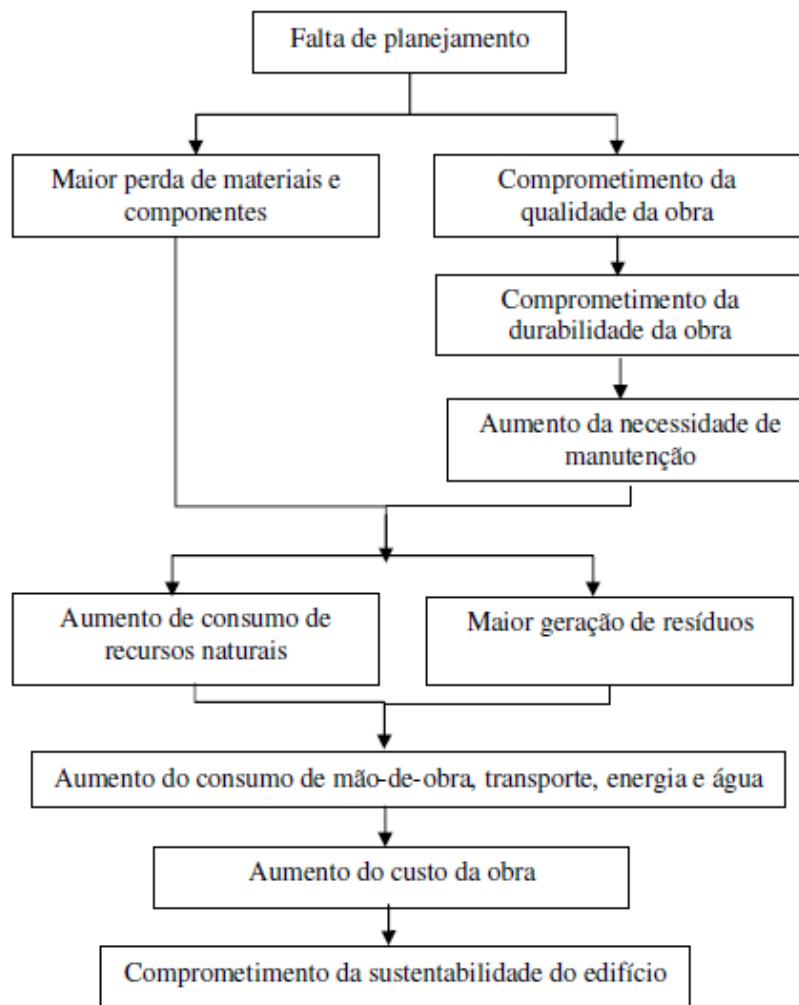 Falta de planejamento
Maior perda de materiais e
componentes
Comprometimento da
qualidade da obra
Comprometimento da
durabilidade da obra
Aumento da necessidade de
manutenção
Aumento de consumo de
recursos naturais
Maior geração de resíduos
Aumento do consumo de mão-de-obra, transporte, energia e água
Aumento do custo da obra
Comprometimento da sustentabilidade do edifício